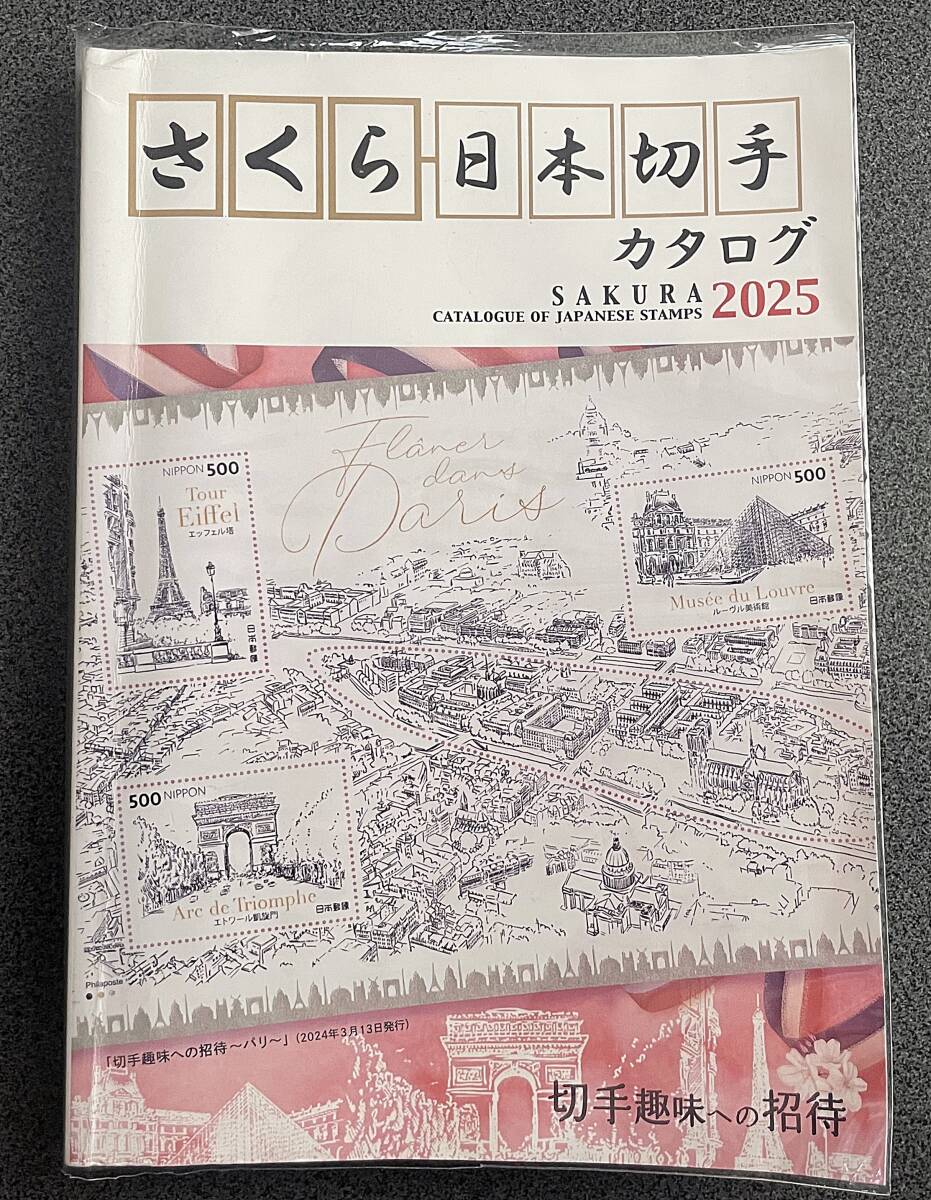 さくら日本切手
カタログ
SAKURA
CATALOGUE OF JAPANESE STAMPS 2025
Flâner
dans
Paris
NIPPON 500
Tour
Eiffel
エッフェル塔
日本郵便
NIPPON 500
Musée du Louvre
ルーヴル美術館
日本郵便
500 NIPPON
Arc de Triomphe
エトワール凱旋門
日本郵便
Philaposte
「切手趣味への招待～パリ～」(2024年3月13日発行)
切手趣味への招待